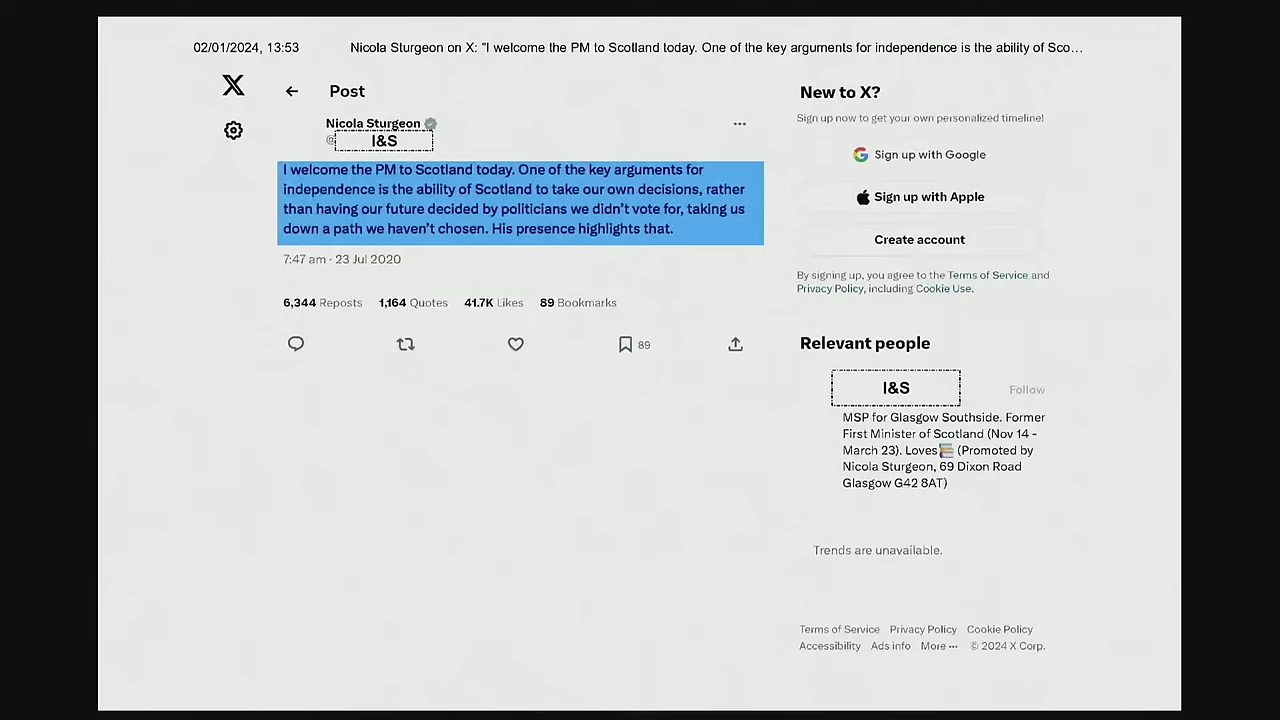 02/01/2024, 13:53
Nicola Sturgeon on X: "I welcome the PM to Scotland today. One of the key arguments for independence is the ability of Sco…
Post
Nicola Sturgeon
@
I&S
I welcome the PM to Scotland today. One of the key arguments for
independence is the ability of Scotland to take our own decisions, rather
than having our future decided by politicians we didn't vote for, taking us
down a path we haven't chosen. His presence highlights that.
7:47 am · 23 Jul 2020
6,344 Reposts 1,164 Quotes 41.7K Likes 89 Bookmarks
89
New to X?
Sign up now to get your own personalized timeline!
Sign up with Google
Sign up with Apple
Create account
By signing up, you agree to the Terms of Service and
Privacy Policy, including Cookie Use.
Relevant people
I&S
Follow
MSP for Glasgow Southside. Former
First Minister of Scotland (Nov 14 -
March 23). Loves📚 (Promoted by
Nicola Sturgeon, 69 Dixon Road
Glasgow G42 8AT)
Trends are unavailable.
Terms of Service Privacy Policy Cookie Policy
Accessibility Ads info More ··· © 2024 X Corp.